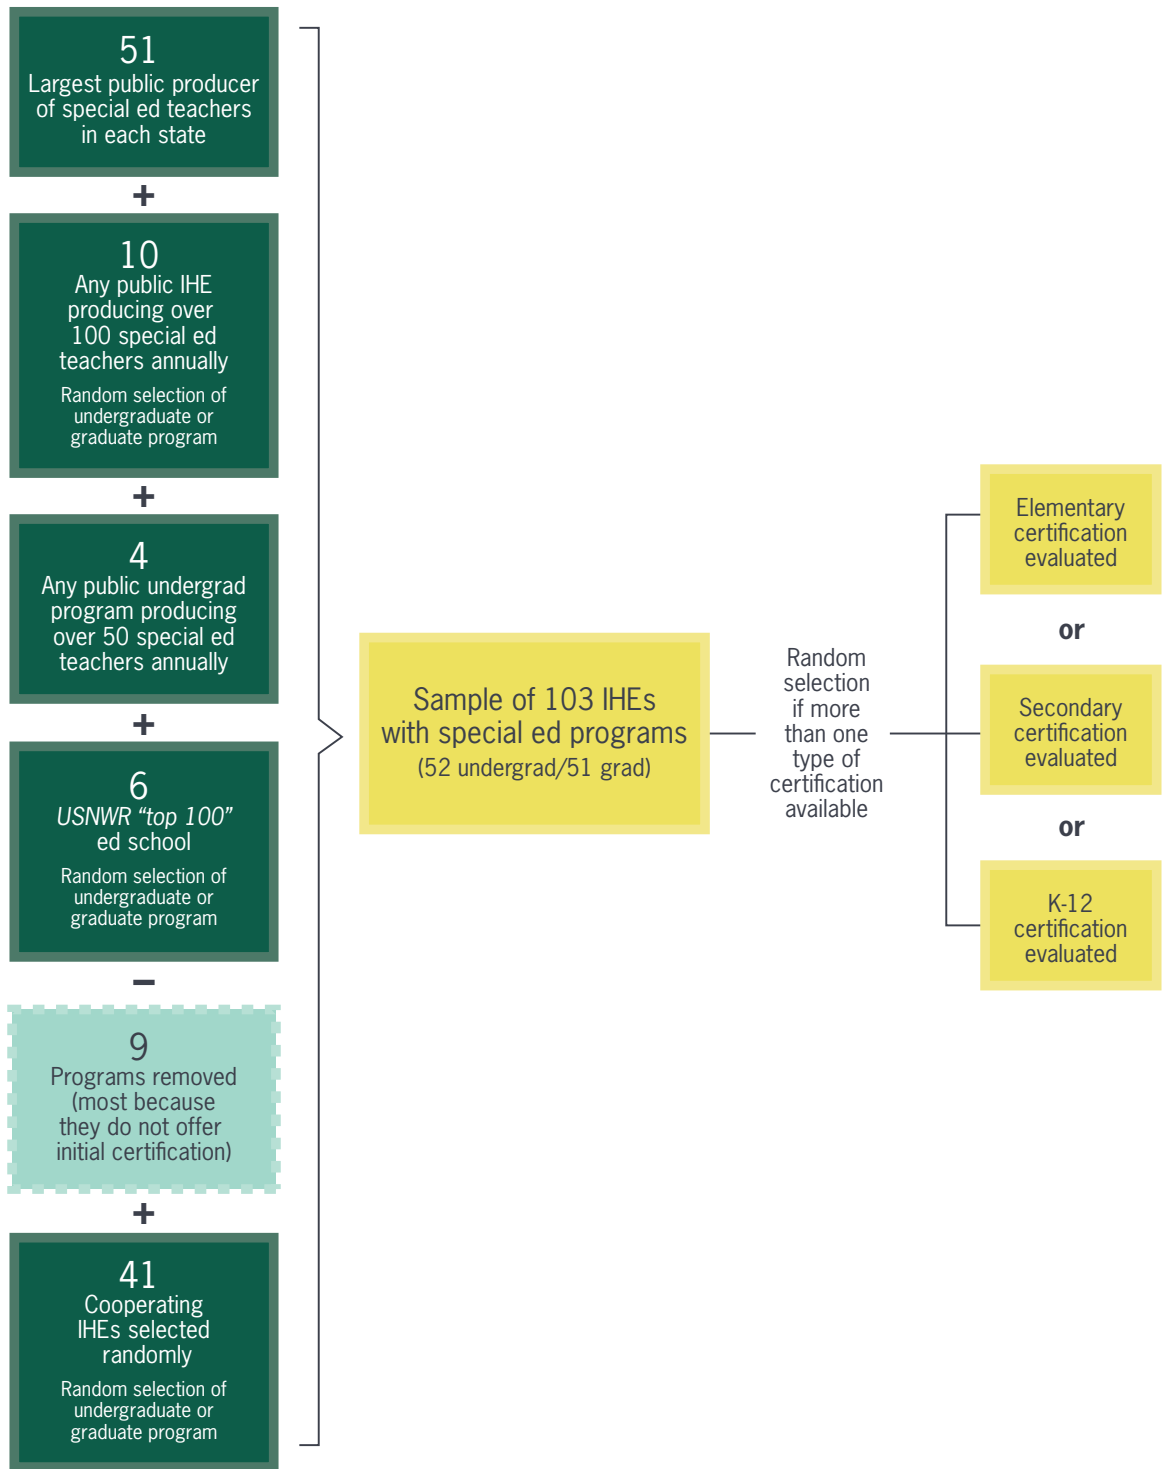 51
Largest public producer
of special ed teachers
in each state
+
10
Any public IHE
producing over
100 special ed
teachers annually
Random selection of
undergraduate or
graduate program
+
4
Any public undergrad
program producing
over 50 special ed
teachers annually
+
6
USNWR “top 100”
ed school
Random selection of
undergraduate or
graduate program
–
9
Programs removed
(most because
they do not offer
initial certification)
+
41
Cooperating
IHEs selected
randomly
Random selection of
undergraduate or
graduate program
Sample of 103 IHEs
with special ed programs
(52 undergrad/51 grad)
Random
selection
if more
than one
type of
certification
available
Elementary
certification
evaluated
or
Secondary
certification
evaluated
or
K-12
certification
evaluated